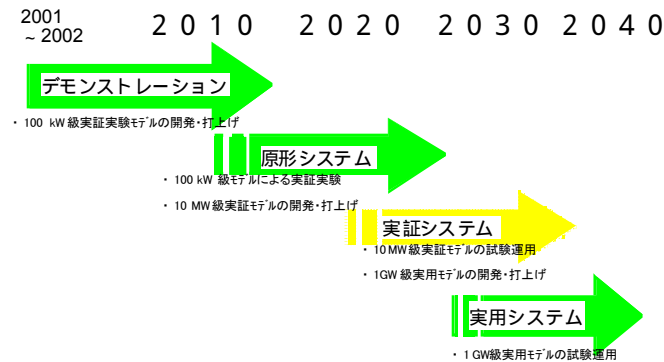 2001
~ 2002
2010 2020 2030 2040
デモンストレーション
・100 kW級実証実験モデルの開発・打上げ
原形システム
・100 kW 級モデルによる実証実験
・10 MW級実証モデルの開発・打上げ
実証システム
・10MW級実証モデルの試験運用
・1GW級実用モデルの開発・打上げ
実用システム
・1GW級実用モデルの試験運用